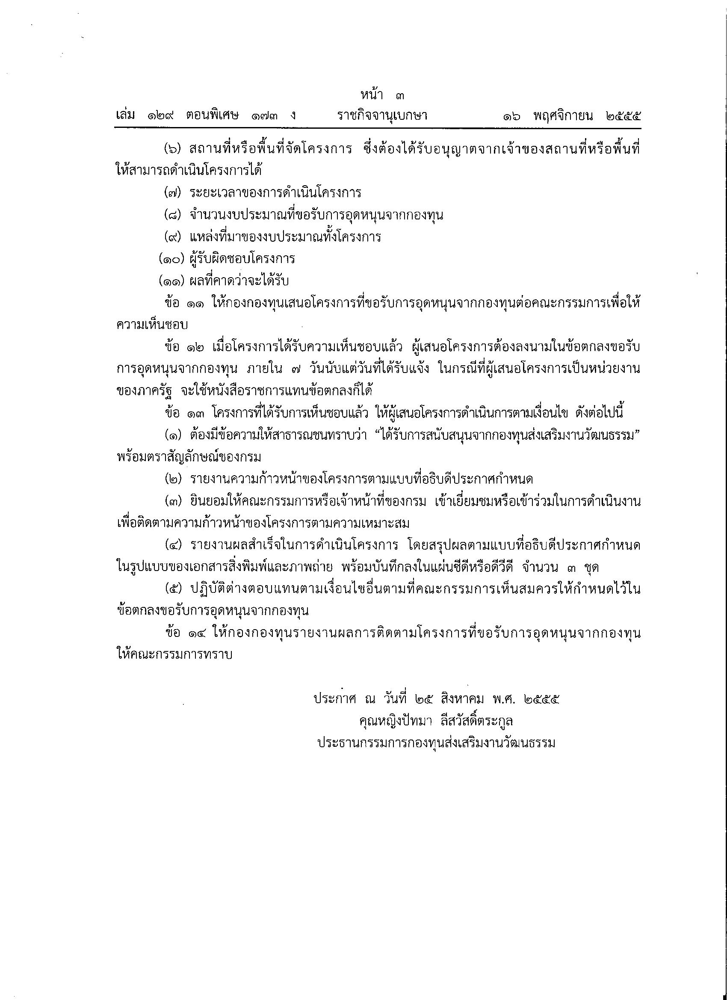 หน้า ๓
เล่ม ๑๒๙ ตอนพิเศษ ๑๗๓ ง ราชกิจจานุเบกษา ๑๖ พฤศจิกายน ๒๕๕๕
(๖) สถานที่หรือพื้นที่จัดโครงการ ซึ่งต้องได้รับอนุญาตจากเจ้าของสถานที่หรือพื้นที่
ให้สามารถดำเนินโครงการได้
(๗) ระยะเวลาของการดำเนินโครงการ
(๘) จำนวนงบประมาณที่ขอรับการอุดหนุนจากกองทุน
(๙) แหล่งที่มาของงบประมาณทั้งโครงการ
(๑๐) ผู้รับผิดชอบโครงการ
(๑๑) ผลที่คาดว่าจะได้รับ
ข้อ ๑๑ ให้กองกองทุนเสนอโครงการที่ขอรับการอุดหนุนจากกองทุนต่อคณะกรรมการเพื่อให้
ความเห็นชอบ
ข้อ ๑๒ เมื่อโครงการได้รับความเห็นชอบแล้ว ผู้เสนอโครงการต้องลงนามในข้อตกลงขอรับ
การอุดหนุนจากกองทุน ภายใน ๗ วันนับแต่วันที่ได้รับแจ้ง ในกรณีที่ผู้เสนอโครงการเป็นหน่วยงาน
ของภาครัฐ จะใช้หนังสือราชการแทนข้อตกลงก็ได้
ข้อ ๑๓ โครงการที่ได้รับการเห็นชอบแล้ว ให้ผู้เสนอโครงการดำเนินการตามเงื่อนไข ดังต่อไปนี้
(๑) ต้องมีข้อความให้สาธารณชนทราบว่า “ได้รับการสนับสนุนจากกองทุนส่งเสริมงานวัฒนธรรม”
พร้อมตราสัญลักษณ์ของกรม
(๒) รายงานความก้าวหน้าของโครงการตามแบบที่อธิบดีประกาศกำหนด
(๓) ยินยอมให้คณะกรรมการหรือเจ้าหน้าที่ของกรม เข้าเยี่ยมชมหรือเข้าร่วมในการดำเนินงาน
เพื่อติดตามความก้าวหน้าของโครงการตามความเหมาะสม
(๔) รายงานผลสำเร็จในการดำเนินโครงการ โดยสรุปผลตามแบบที่อธิบดีประกาศกำหนด
ในรูปแบบของเอกสารสิ่งพิมพ์และภาพถ่าย พร้อมบันทึกลงในแผ่นซีดีหรือดีวีดี จำนวน ๓ ชุด
(๕) ปฏิบัติต่างตอบแทนตามเงื่อนไขอื่นตามที่คณะกรรมการเห็นสมควรให้กำหนดไว้ใน
ข้อตกลงขอรับการอุดหนุนจากกองทุน
ข้อ ๑๔ ให้กองกองทุนรายงานผลการติดตามโครงการที่ขอรับการอุดหนุนจากกองทุน
ให้คณะกรรมการทราบ
ประกาศ ณ วันที่ ๒๕ สิงหาคม พ.ศ. ๒๕๕๕
คุณหญิงปัทมา ลีสวัสดิ์ตระกูล
ประธานกรรมการกองทุนส่งเสริมงานวัฒนธรรม